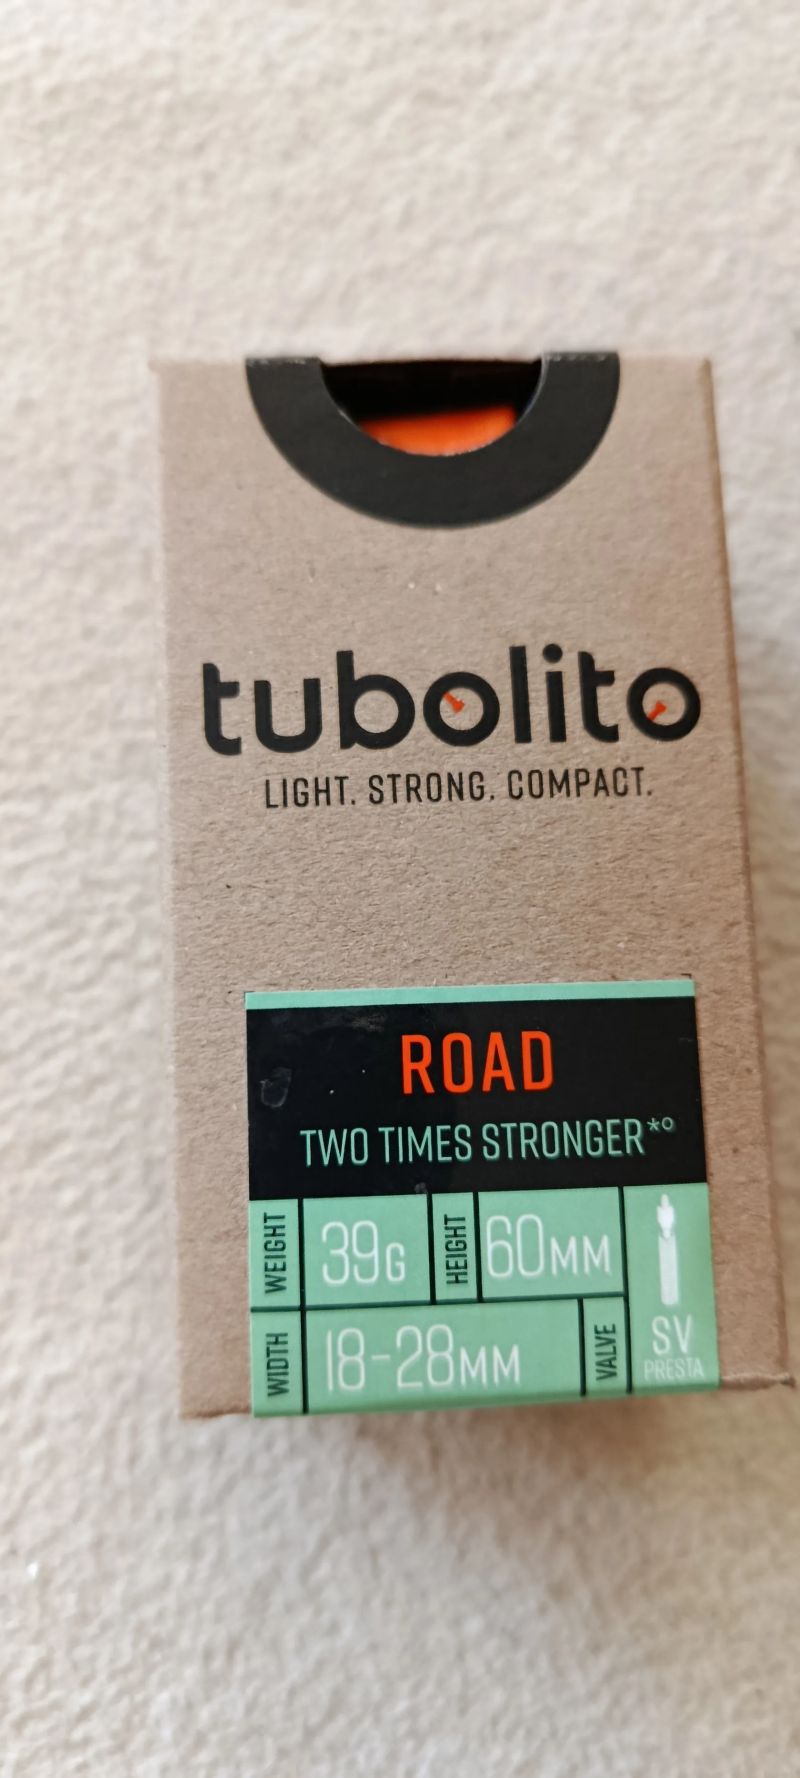 tubolito
LIGHT. STRONG. COMPACT.
ROAD
TWO TIMES STRONGER*°
WEIGHT 39G HEIGHT 60MM
WIDTH 18-28MM VALVE SV
PRESTA